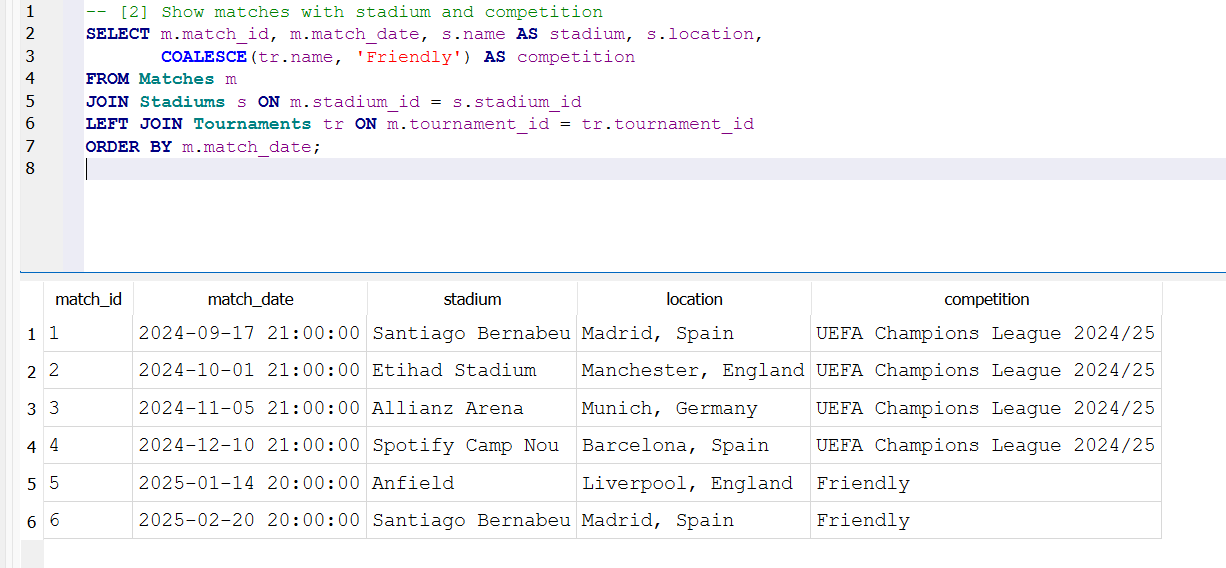 1 -- [2] Show matches with stadium and competition
2 SELECT m.match_id, m.match_date, s.name AS stadium, s.location,
3 COALESCE(tr.name, 'Friendly') AS competition
4 FROM Matches m
5 JOIN Stadiums s ON m.stadium_id = s.stadium_id
6 LEFT JOIN Tournaments tr ON m.tournament_id = tr.tournament_id
7 ORDER BY m.match_date;
8
match_id match_date stadium location competition
1 1 2024-09-17 21:00:00 Santiago Bernabeu Madrid, Spain UEFA Champions League 2024/25
2 2 2024-10-01 21:00:00 Etihad Stadium Manchester, England UEFA Champions League 2024/25
3 3 2024-11-05 21:00:00 Allianz Arena Munich, Germany UEFA Champions League 2024/25
4 4 2024-12-10 21:00:00 Spotify Camp Nou Barcelona, Spain UEFA Champions League 2024/25
5 5 2025-01-14 20:00:00 Anfield Liverpool, England Friendly
6 6 2025-02-20 20:00:00 Santiago Bernabeu Madrid, Spain Friendly